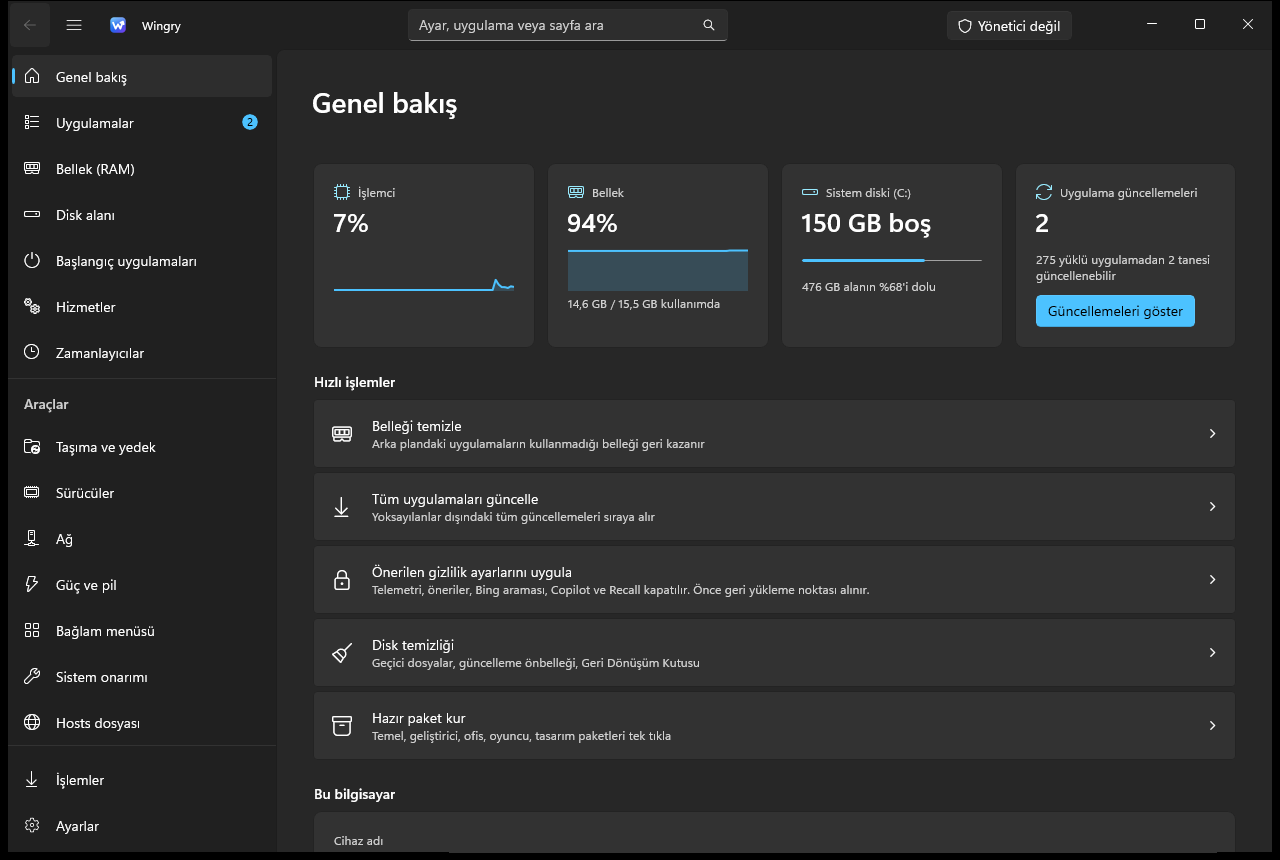 Wingry
Ayar, uygulama veya sayfa ara
Yönetici değil
Genel bakış
Uygulamalar
2
Bellek (RAM)
Disk alanı
Başlangıç uygulamaları
Hizmetler
Zamanlayıcılar
Araçlar
Taşıma ve yedek
Sürücüler
Ağ
Güç ve pil
Bağlam menüsü
Sistem onarımı
Hosts dosyası
İşlemler
Ayarlar
Genel bakış
İşlemci
7%
Bellek
94%
14,6 GB / 15,5 GB kullanımda
Sistem diski (C:)
150 GB boş
476 GB alanın %68'i dolu
Uygulama güncellemeleri
2
275 yüklü uygulamadan 2 tanesi
güncellenebilir
Güncellemeleri göster
Hızlı işlemler
Belleği temizle
Arka plandaki uygulamaların kullanmadığı belleği geri kazanır
Tüm uygulamaları güncelle
Yoksayılanlar dışındaki tüm güncellemeleri sıraya alır
Önerilen gizlilik ayarlarını uygula
Telemetri, öneriler, Bing araması, Copilot ve Recall kapatılır. Önce geri yükleme noktası alınır.
Disk temizliği
Geçici dosyalar, güncelleme önbelleği, Geri Dönüşüm Kutusu
Hazır paket kur
Temel, geliştirici, ofis, oyuncu, tasarım paketleri tek tıkla
Bu bilgisayar
Cihaz adı